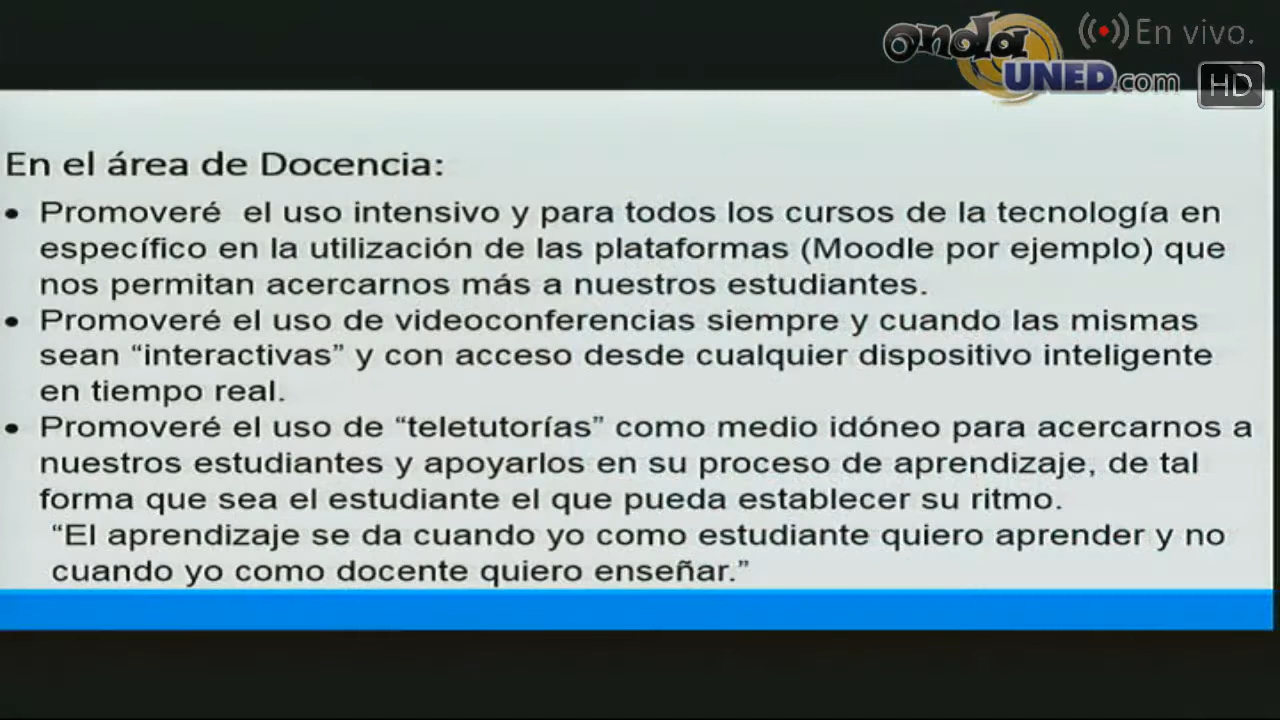 onda
UNED.com
En vivo.
HD
En el área de Docencia:
• Promoveré el uso intensivo y para todos los cursos de la tecnología en
específico en la utilización de las plataformas (Moodle por ejemplo) que
nos permitan acercarnos más a nuestros estudiantes.
• Promoveré el uso de videoconferencias siempre y cuando las mismas
sean “interactivas” y con acceso desde cualquier dispositivo inteligente
en tiempo real.
• Promoveré el uso de “teletutorías” como medio idóneo para acercarnos a
nuestros estudiantes y apoyarlos en su proceso de aprendizaje, de tal
forma que sea el estudiante el que pueda establecer su ritmo.
“El aprendizaje se da cuando yo como estudiante quiero aprender y no
cuando yo como docente quiero enseñar.”